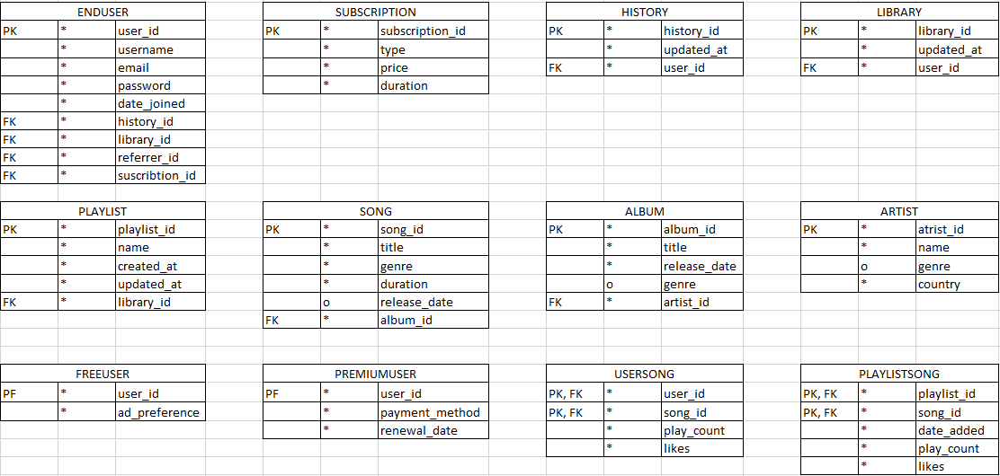 ENDUSER
PK * user_id
* username
* email
* password
* date_joined
FK * history_id
FK * library_id
FK * referrer_id
FK * suscribtion_id
SUBSCRIPTION
PK * subscription_id
* type
* price
* duration
HISTORY
PK * history_id
* updated_at
FK * user_id
LIBRARY
PK * library_id
* updated_at
FK * user_id
PLAYLIST
PK * playlist_id
* name
* created_at
* updated_at
FK * library_id
SONG
PK * song_id
* title
* genre
* duration
o release_date
FK * album_id
ALBUM
PK * album_id
* title
* release_date
o genre
FK * artist_id
ARTIST
PK * atrist_id
* name
o genre
* country
FREEUSER
PF * user_id
* ad_preference
PREMIUMUSER
PF * user_id
* payment_method
* renewal_date
USERSONG
PK, FK * user_id
PK, FK * song_id
* play_count
* likes
PLAYLISTSONG
PK, FK * playlist_id
PK, FK * song_id
* date_added
* play_count
* likes